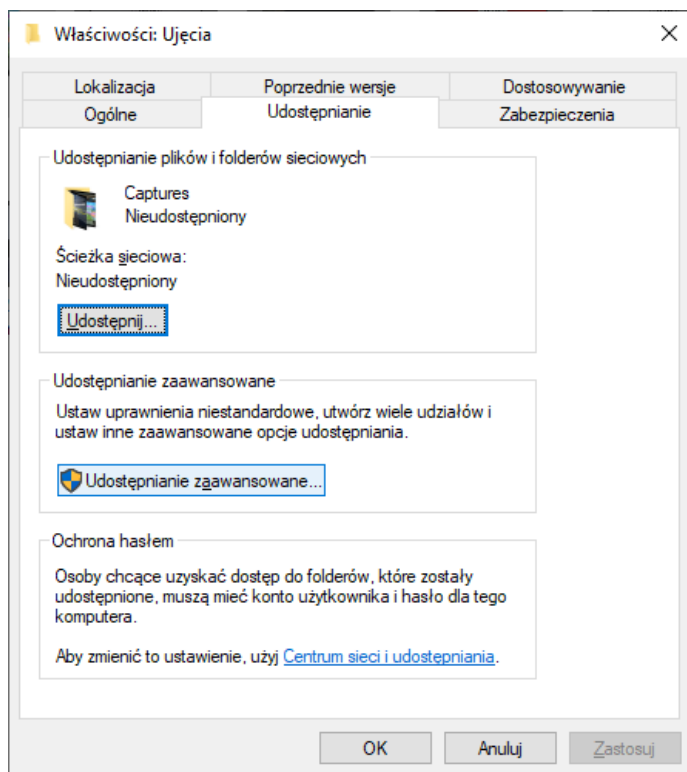 Właściwości: Ujęcia
Lokalizacja
Poprzednie wersje
Dostosowywanie
Ogólne
Udostępnianie
Zabezpieczenia
Udostępnianie plików i folderów sieciowych
Captures
Nieudostępniony
Ścieżka sieciowa:
Nieudostępniony
Udostępnij...
Udostępnianie zaawansowane
Ustaw uprawnienia niestandardowe, utwórz wiele udziałów i
ustaw inne zaawansowane opcje udostępniania.
Udostępnianie zaawansowane...
Ochrona hasłem
Osoby chcące uzyskać dostęp do folderów, które zostały
udostępnione, muszą mieć konto użytkownika i hasło dla tego
komputera.
Aby zmienić to ustawienie, użyj Centrum sieci i udostępniania.
OK
Anuluj
Zastosuj